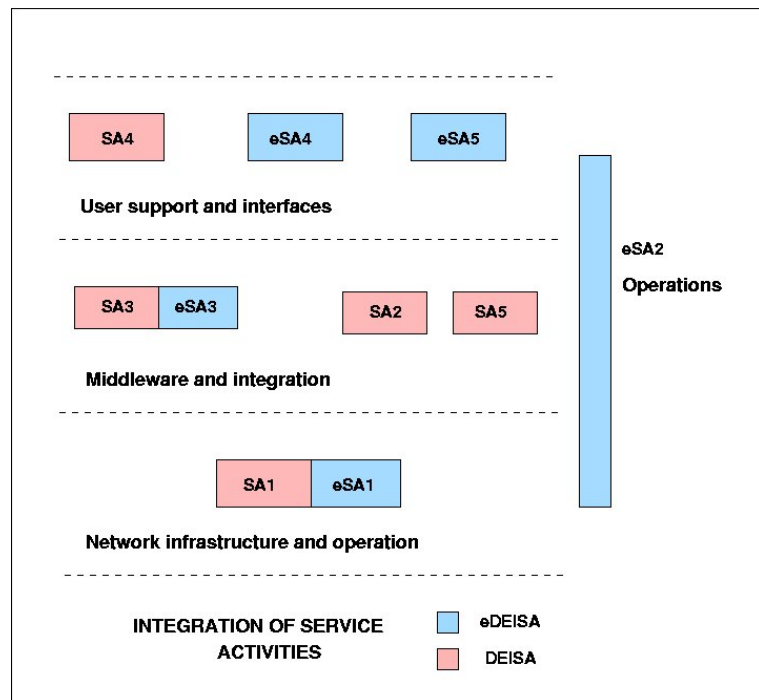 SA4
eSA4
eSA5
User support and interfaces
eSA2
Operations
SA3
eSA3
SA2
SA5
Middleware and integration
SA1
eSA1
Network infrastructure and operation
INTEGRATION OF SERVICE
ACTIVITIES
eDEISA
DEISA